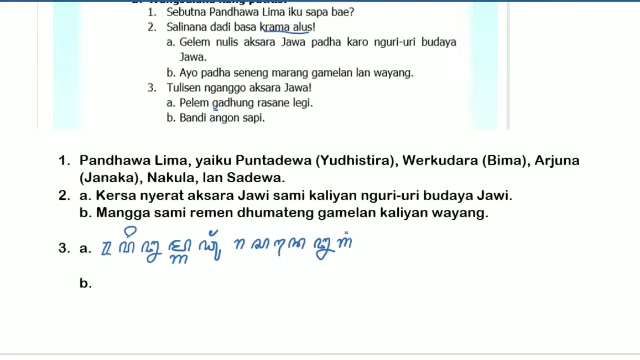 1. Sebutna Pandhawa Lima iku sapa bae?
2. Salinana dadi basa krama alus!
a. Gelem nulis aksara Jawa padha karo nguri-uri budaya
Jawa.
b. Ayo padha seneng marang gamelan lan wayang.
3. Tulisen nganggo aksara Jawa!
a. Pelem gadhung rasane legi.
b. Bandi angon sapi.
1. Pandhawa Lima, yaiku Puntadewa (Yudhistira), Werkudara (Bima), Arjuna
(Janaka), Nakula, lan Sadewa.
2. a. Kersa nyerat aksara Jawi sami kaliyan nguri-uri budaya Jawi.
b. Mangga sami remen dhumateng gamelan kaliyan wayang.
3. a.
b.